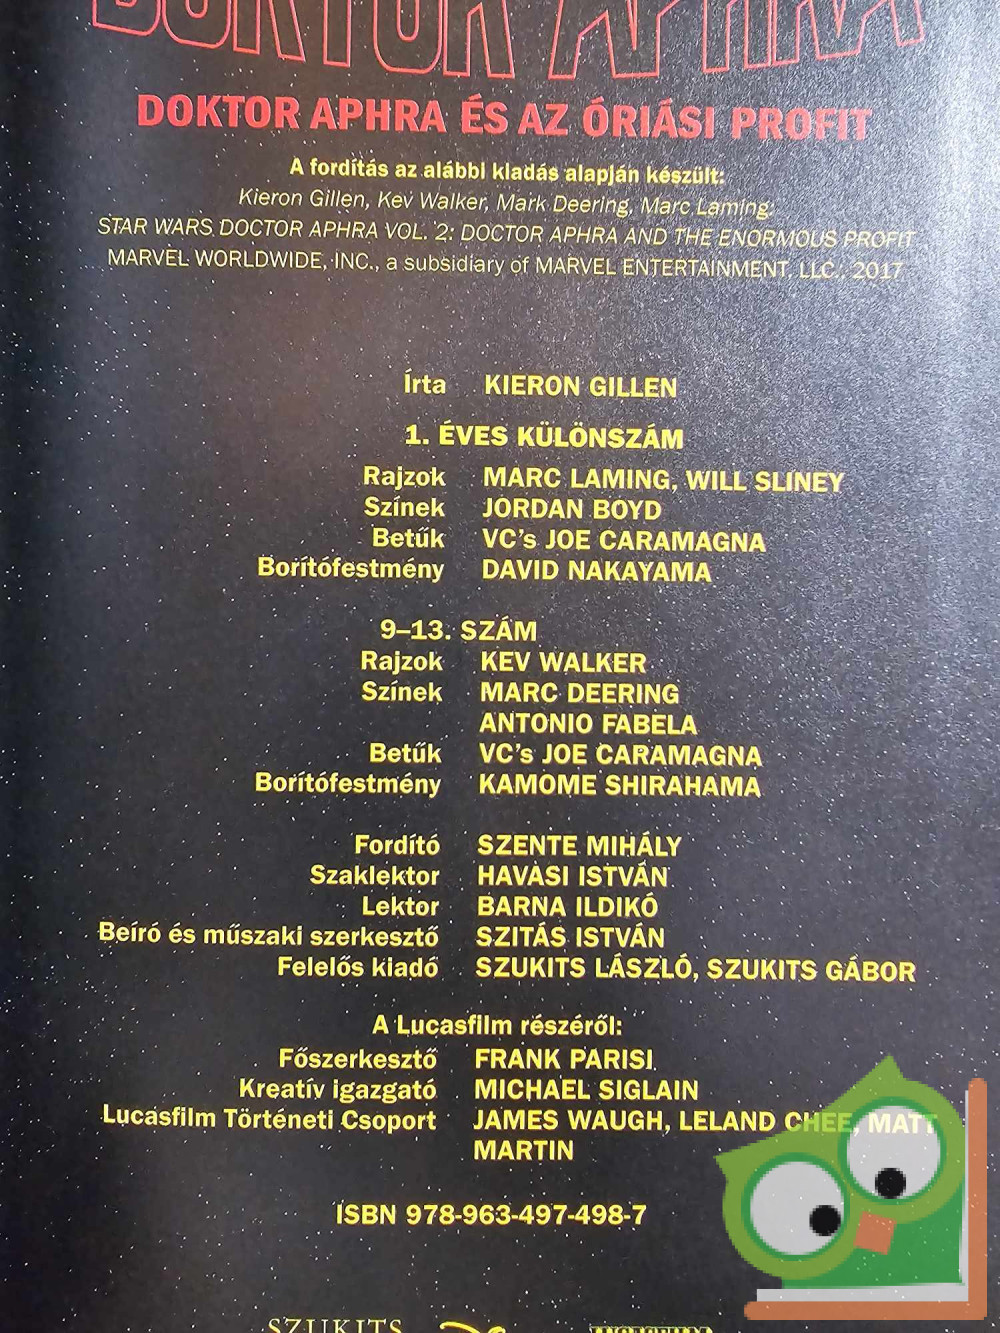 DOKTOR APHRA
DOKTOR APHRA ÉS AZ ÓRIÁSI PROFIT
A fordítás az alábbi kiadás alapján készült:
Kieron Gillen, Kev Walker, Mark Deering, Marc Laming:
STAR WARS DOCTOR APHRA VOL. 2: DOCTOR APHRA AND THE ENORMOUS PROFIT
MARVEL WORLDWIDE, INC., a subsidiary of MARVEL ENTERTAINMENT, LLC., 2017
Írta KIERON GILLEN
1. ÉVES KÜLÖNSZÁM
Rajzok MARC LAMING, WILL SLINEY
Színek JORDAN BOYD
Betűk VC's JOE CARAMAGNA
Borítófestmény DAVID NAKAYAMA
9–13. SZÁM
Rajzok KEV WALKER
Színek MARC DEERING
ANTONIO FABELA
Betűk VC's JOE CARAMAGNA
Borítófestmény KAMOME SHIRAHAMA
Fordító SZENTE MIHÁLY
Szaklektor HAVASI ISTVÁN
Lektor BARNA ILDIKÓ
Beíró és műszaki szerkesztő SZITÁS ISTVÁN
Felelős kiadó SZUKITS LÁSZLÓ, SZUKITS GÁBOR
A Lucasfilm részéről:
Főszerkesztő FRANK PARISI
Kreatív igazgató MICHAEL SIGLAIN
Lucasfilm Történeti Csoport JAMES WAUGH, LELAND CHEE, MATT
MARTIN
ISBN 978-963-497-498-7
SZUKITS